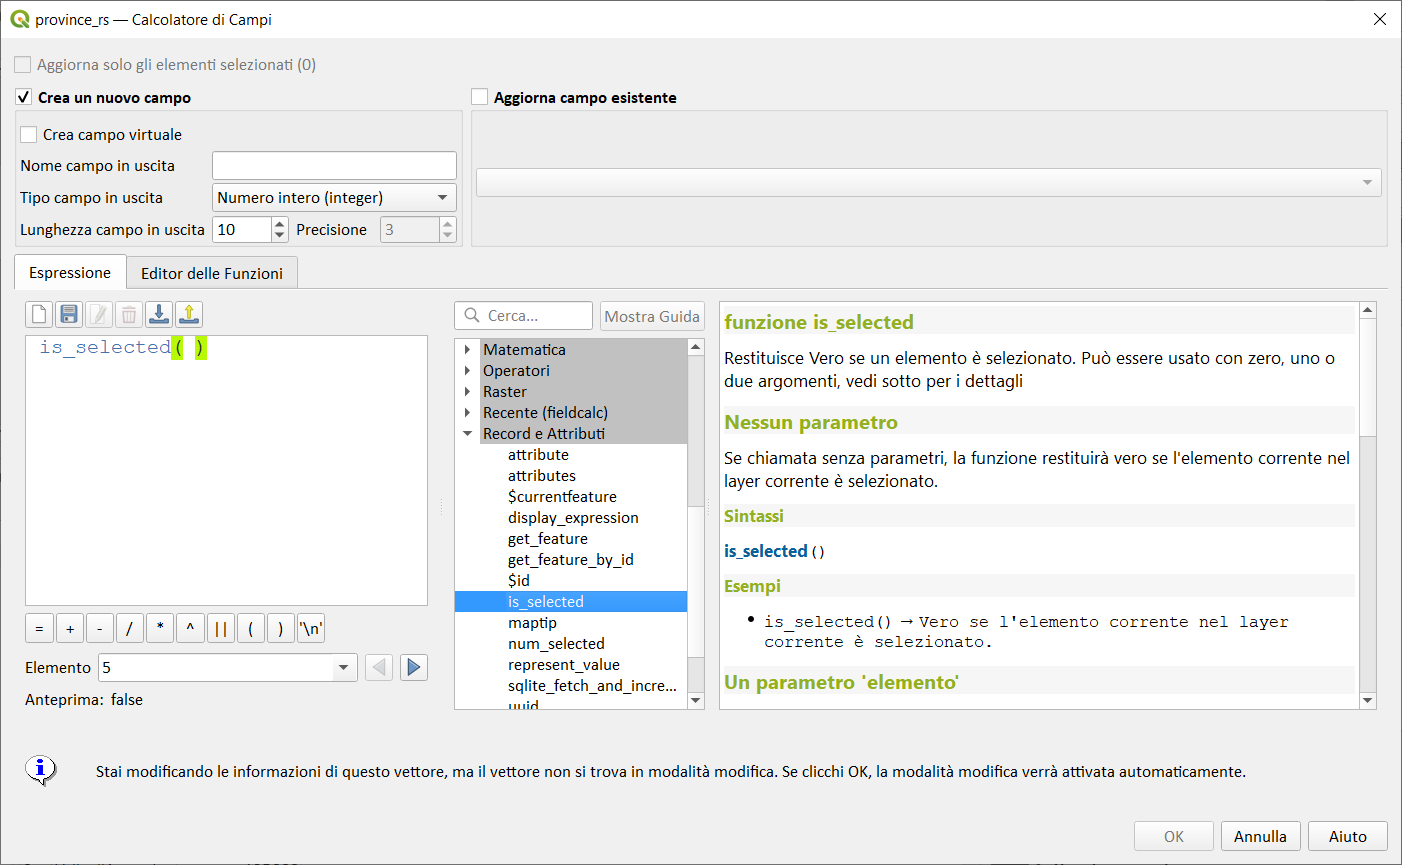 province_rs — Calcolatore di Campi
Aggiorna solo gli elementi selezionati (0)
Crea un nuovo campo
Aggiorna campo esistente
Crea campo virtuale
Nome campo in uscita
Tipo campo in uscita
Numero intero (integer)
Lunghezza campo in uscita
10
Precisione
3
Espressione
Editor delle Funzioni
is_selected( )
=
+
-
/
*
^
||
(
)
'\n'
Elemento
5
Anteprima: false
Cerca...
Mostra Guida
Matematica
Operatori
Raster
Recente (fieldcalc)
Record e Attributi
attribute
attributes
$currentfeature
display_expression
get_feature
get_feature_by_id
$id
is_selected
maptip
num_selected
represent_value
sqlite_fetch_and_incre...
uuid
funzione is_selected
Restituisce Vero se un elemento è selezionato. Può essere usato con zero, uno o
due argomenti, vedi sotto per i dettagli
Nessun parametro
Se chiamata senza parametri, la funzione restituirà vero se l'elemento corrente nel
layer corrente è selezionato.
Sintassi
is_selected()
Esempi
• is_selected() → Vero se l'elemento corrente nel layer
corrente è selezionato.
Un parametro 'elemento'
Stai modificando le informazioni di questo vettore, ma il vettore non si trova in modalità modifica. Se clicchi OK, la modalità modifica verrà attivata automaticamente.
OK
Annulla
Aiuto